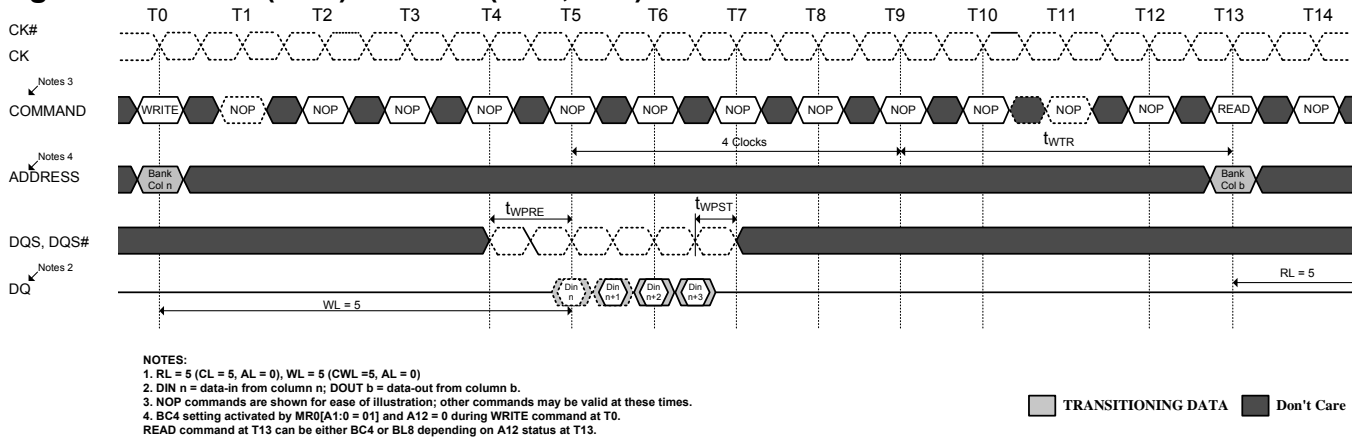 T0 T1 T2 T3 T4 T5 T6 T7 T8 T9 T10 T11 T12 T13 T14
CK#
CK
Notes 3
COMMAND
WRITE NOP NOP NOP NOP NOP NOP NOP NOP NOP NOP NOP NOP READ NOP
4 Clocks tWTR
Notes 4
ADDRESS
Bank Col n
Bank Col b
tWPRE tWPST
DQS, DQS#
Notes 2
DQ
Din n
Din n+1
Din n+2
Din n+3
RL = 5
WL = 5
NOTES:
1. RL = 5 (CL = 5, AL = 0), WL = 5 (CWL =5, AL = 0)
2. DIN n = data-in from column n; DOUT b = data-out from column b.
3. NOP commands are shown for ease of illustration; other commands may be valid at these times.
4. BC4 setting activated by MR0[A1:0 = 01] and A12 = 0 during WRITE command at T0.
READ command at T13 can be either BC4 or BL8 depending on A12 status at T13.
TRANSITIONING DATA Don't Care